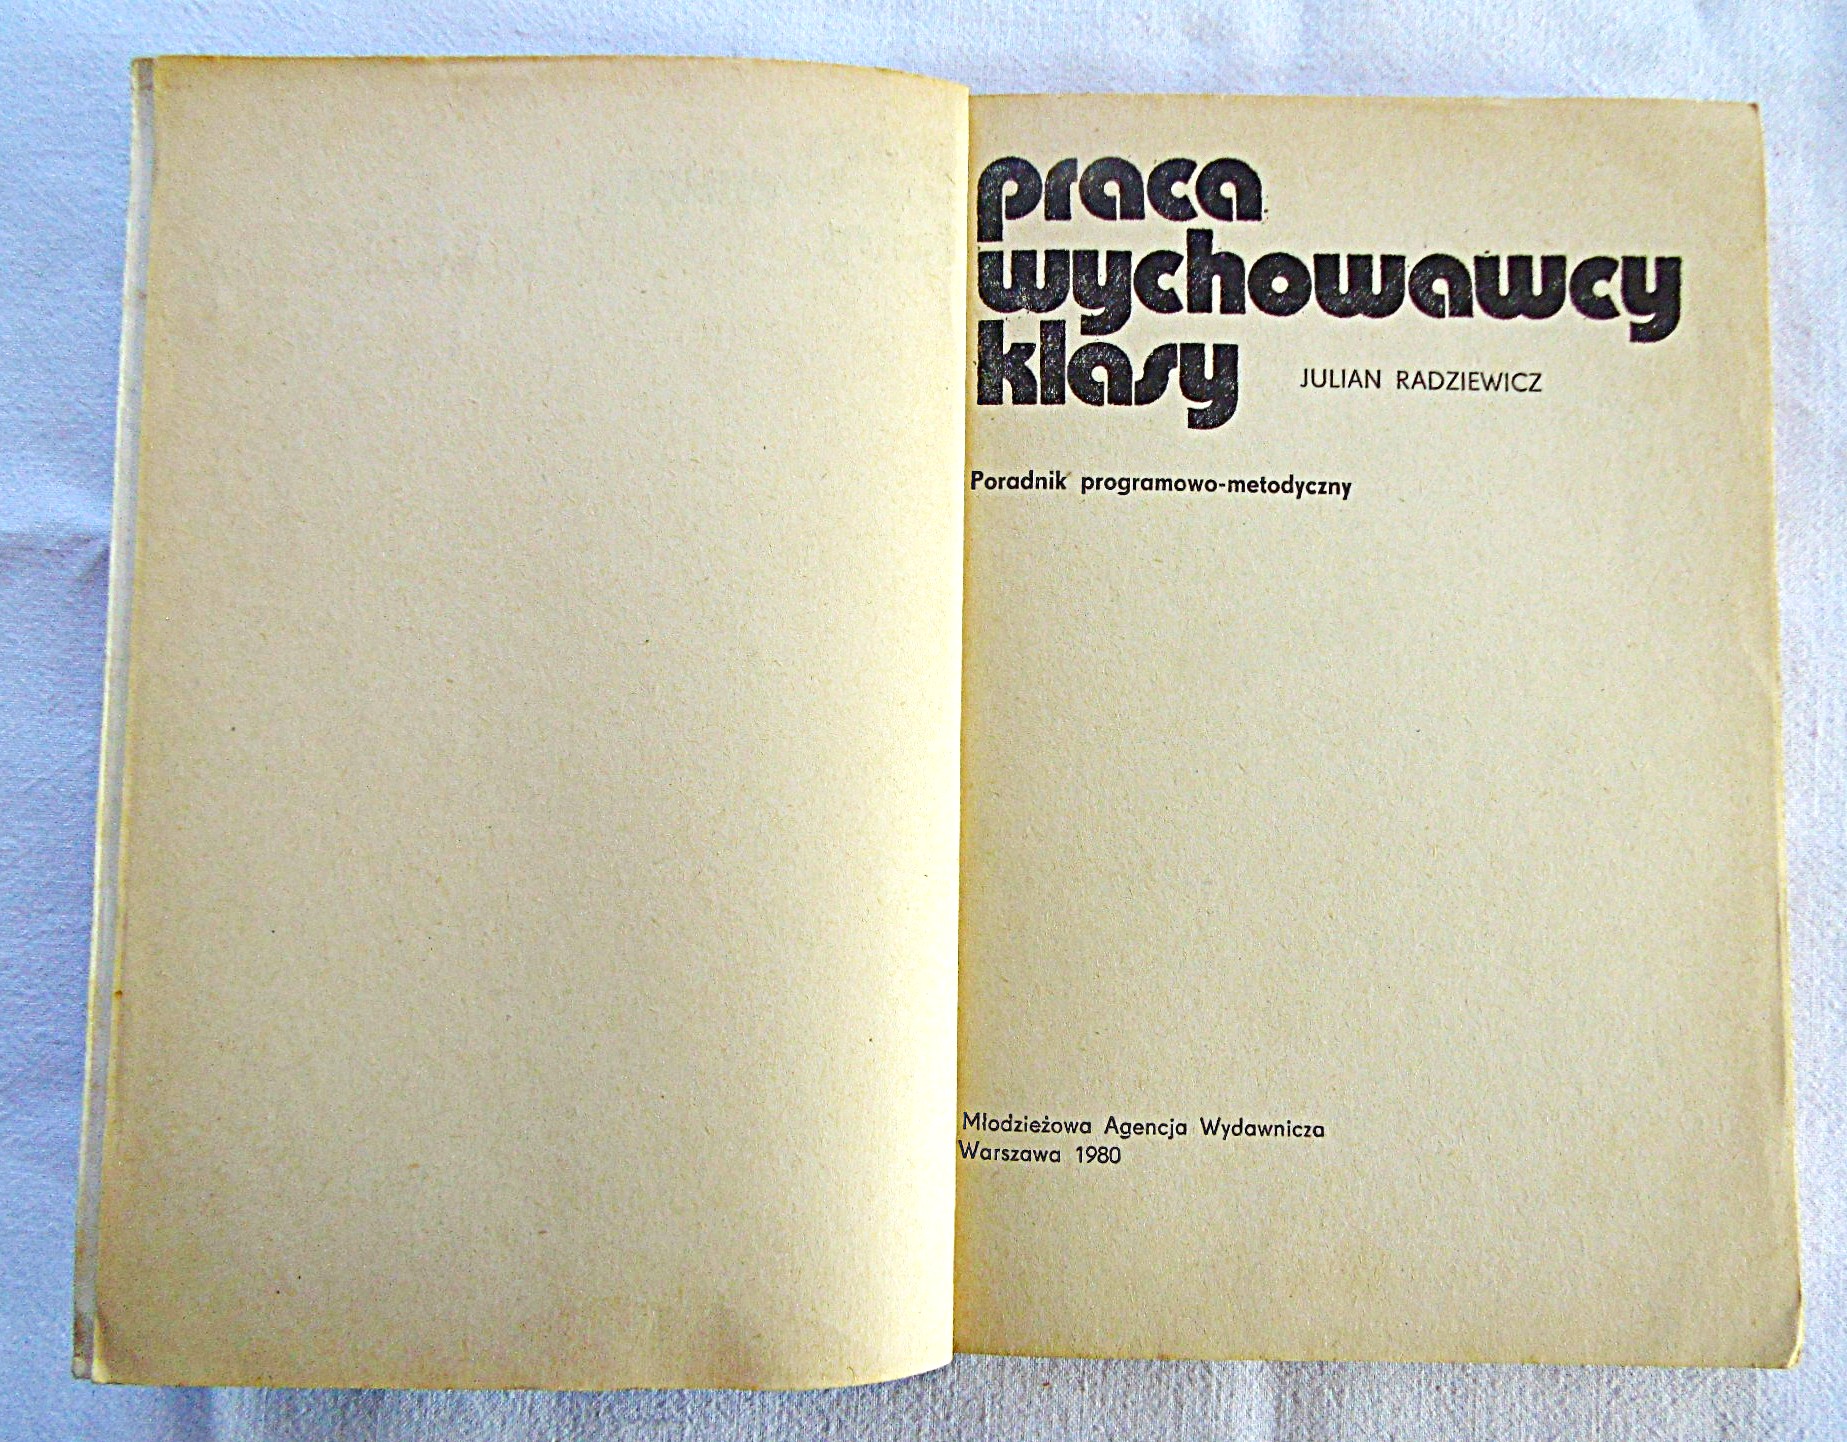 praca
wychowawcy
klasy
JULIAN RADZIEWICZ
Poradnik programowo-metodyczny
Młodzieżowa Agencja Wydawnicza
Warszawa 1980